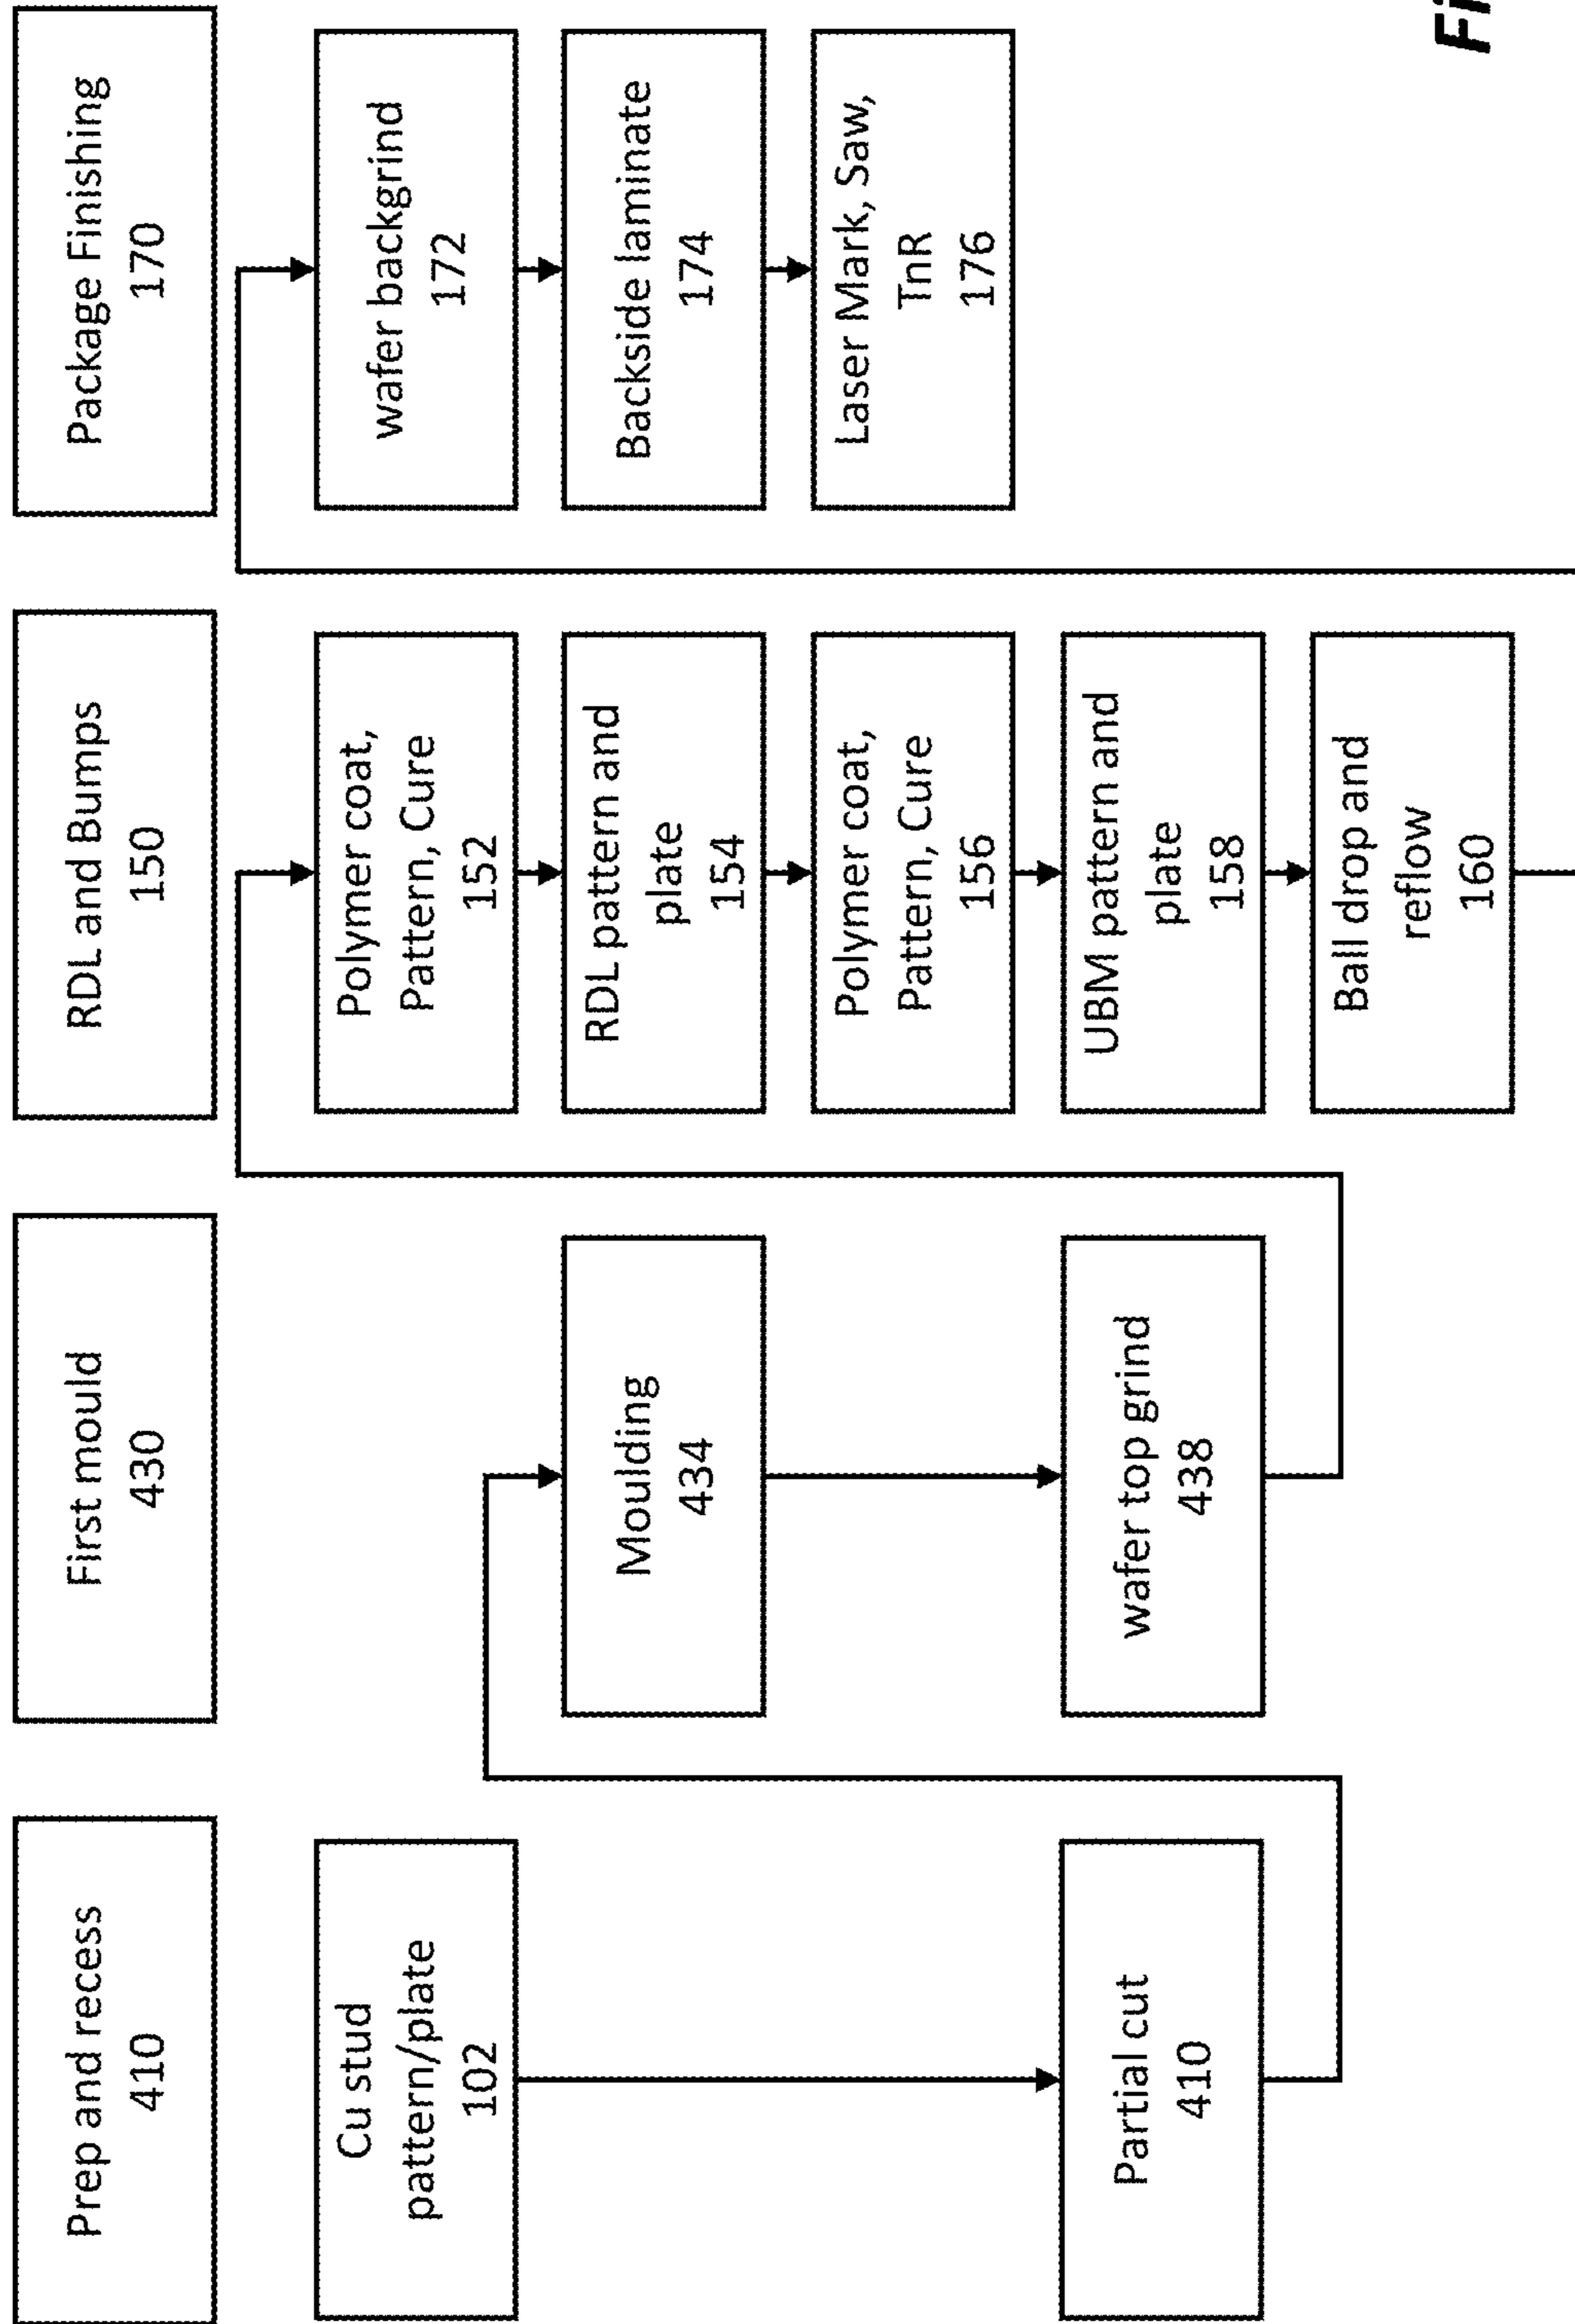 Prep and recess
410
Cu stud
pattern/plate
102
Partial cut
410
First mould
430
Moulding
434
wafer top grind
438
RDL and Bumps
150
Polymer coat,
Pattern, Cure
152
RDL pattern and
plate
154
Polymer coat,
Pattern, Cure
156
UBM pattern and
plate
158
Ball drop and
reflow
160
Package Finishing
170
wafer backgrind
172
Backside laminate
174
Laser Mark, Saw,
TnR
176